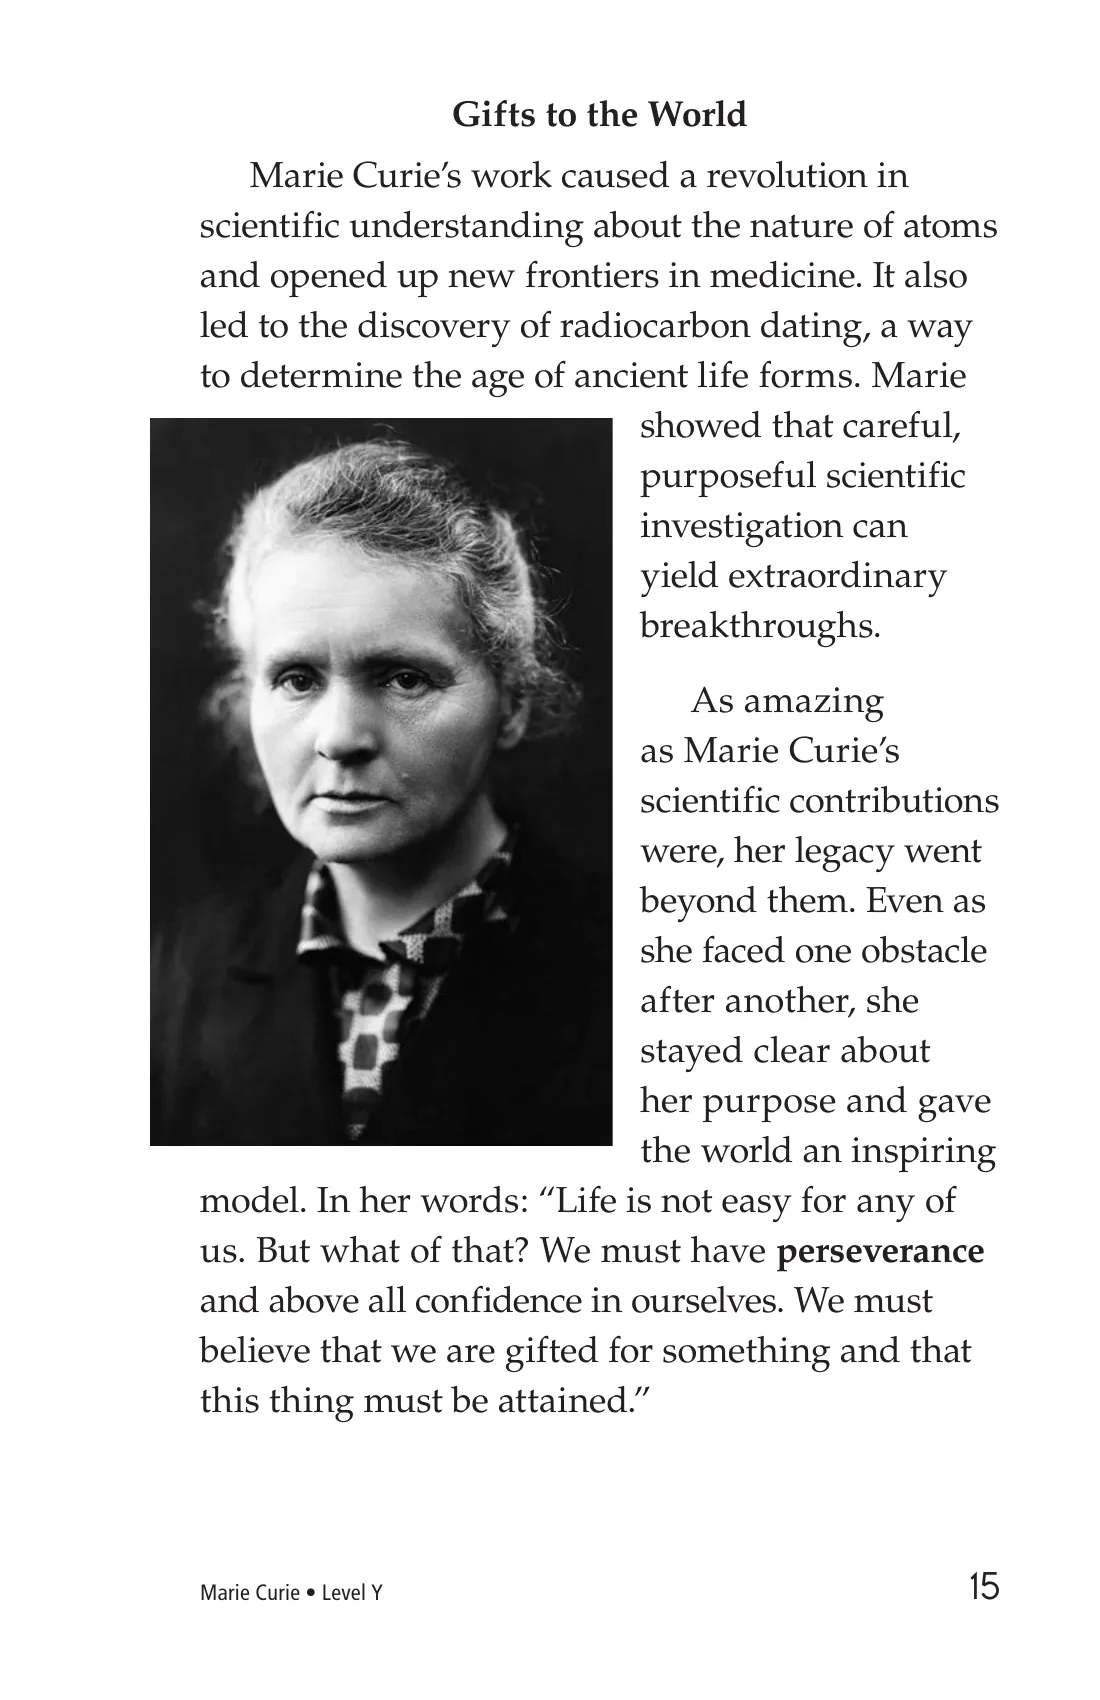 Gifts to the World
Marie Curie’s work caused a revolution in
scientific understanding about the nature of atoms
and opened up new frontiers in medicine. It also
led to the discovery of radiocarbon dating, a way
to determine the age of ancient life forms. Marie
showed that careful,
purposeful scientific
investigation can
yield extraordinary
breakthroughs.
As amazing
as Marie Curie’s
scientific contributions
were, her legacy went
beyond them. Even as
she faced one obstacle
after another, she
stayed clear about
her purpose and gave
the world an inspiring
model. In her words: “Life is not easy for any of
us. But what of that? We must have perseverance
and above all confidence in ourselves. We must
believe that we are gifted for something and that
this thing must be attained.”
Marie Curie • Level Y
15